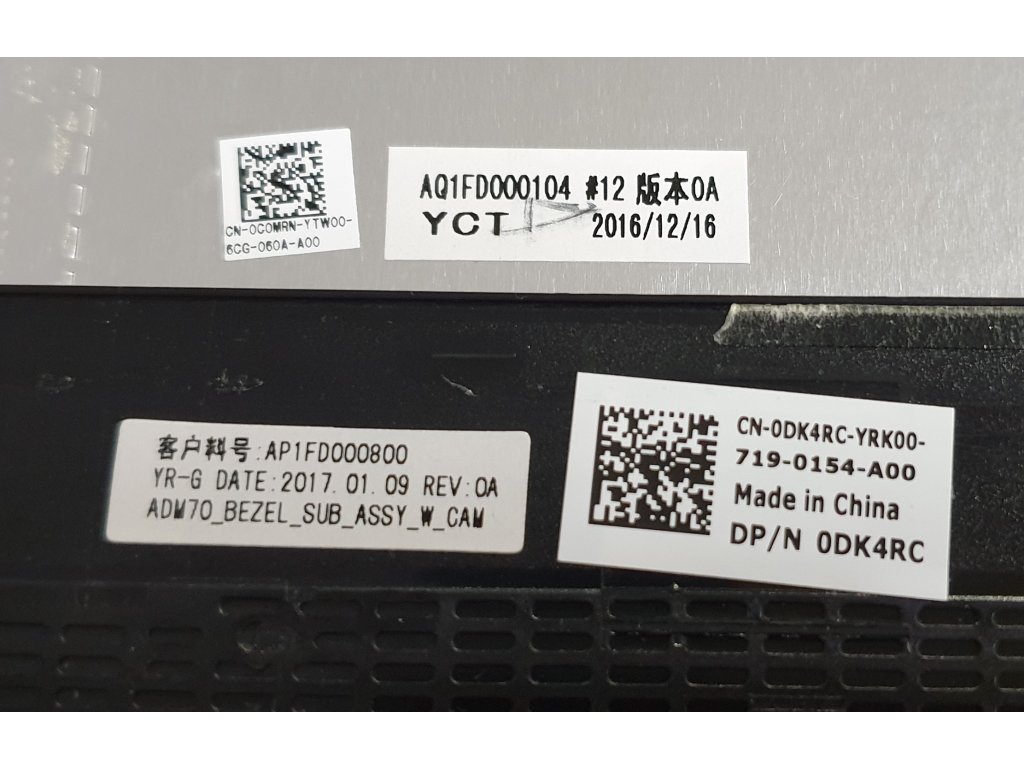 CN-0C0MRN-YTW00-
6CG-060A-A00
AQ1FD000104 #12 版本0A
YCT 2016/12/16
客户料号:AP1FD000800
YR-G DATE:2017.01.09 REV:0A
ADM70_BEZEL_SUB_ASSY_W_CAM
CN-0DK4RC-YRK00-
719-0154-A00
Made in China
DP/N 0DK4RC